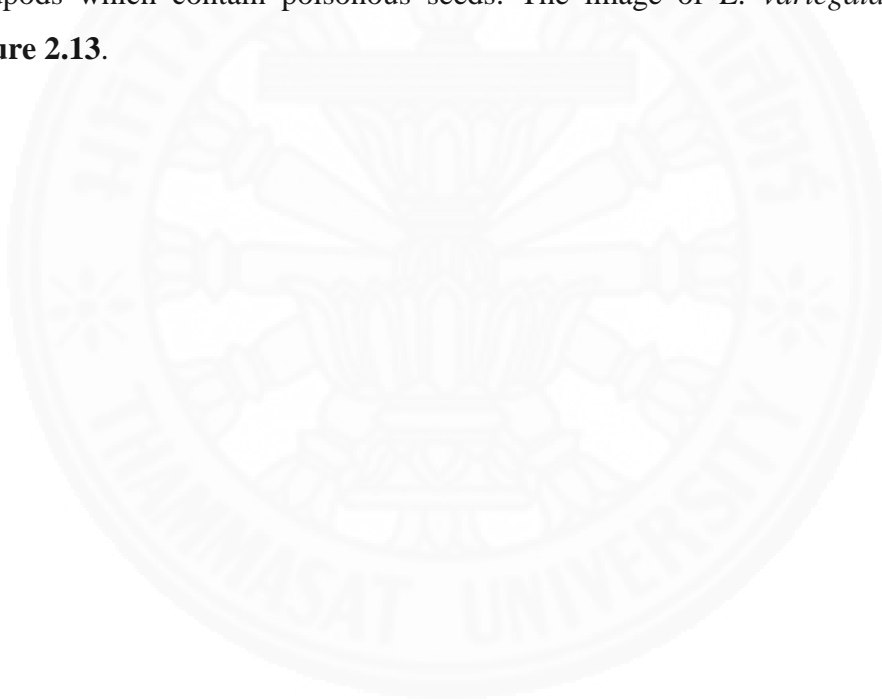 pods which contain poisonous seeds. The image of E. variegata
ure 2.13.
THAMMASAT UNIVERSITY